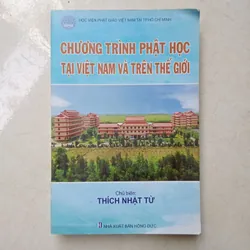 HỌC VIỆN PHẬT GIÁO VIỆT NAM TẠI TP.HỒ CHÍ MINH
CHƯƠNG TRÌNH PHẬT HỌC
TẠI VIỆT NAM VÀ TRÊN THẾ GIỚI
Chủ biên:
THÍCH NHẬT TỪ
NHÀ XUẤT BẢN HỒNG ĐỨC